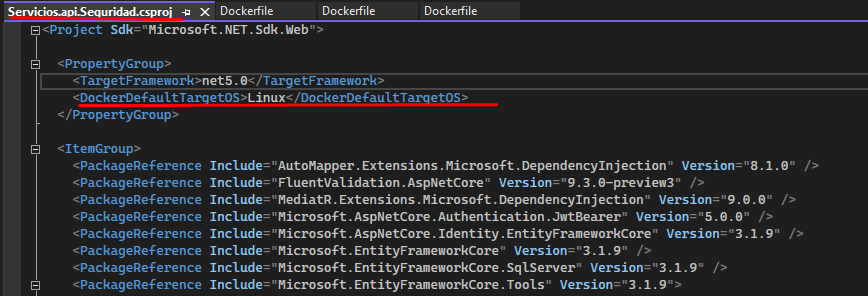 Servicios.api.Seguridad.csproj Dockerfile Dockerfile Dockerfile
<Project Sdk="Microsoft.NET.Sdk.Web">
<PropertyGroup>
<TargetFramework>net5.0</TargetFramework>
<DockerDefaultTargetOS>Linux</DockerDefaultTargetOS>
</PropertyGroup>
<ItemGroup>
<PackageReference Include="AutoMapper.Extensions.Microsoft.DependencyInjection" Version="8.1.0" />
<PackageReference Include="FluentValidation.AspNetCore" Version="9.3.0-preview3" />
<PackageReference Include="MediatR.Extensions.Microsoft.DependencyInjection" Version="9.0.0" />
<PackageReference Include="Microsoft.AspNetCore.Authentication.JwtBearer" Version="5.0.0" />
<PackageReference Include="Microsoft.AspNetCore.Identity.EntityFrameworkCore" Version="3.1.9" />
<PackageReference Include="Microsoft.EntityFrameworkCore" Version="3.1.9" />
<PackageReference Include="Microsoft.EntityFrameworkCore.SqlServer" Version="3.1.9" />
<PackageReference Include="Microsoft.EntityFrameworkCore.Tools" Version="3.1.9">